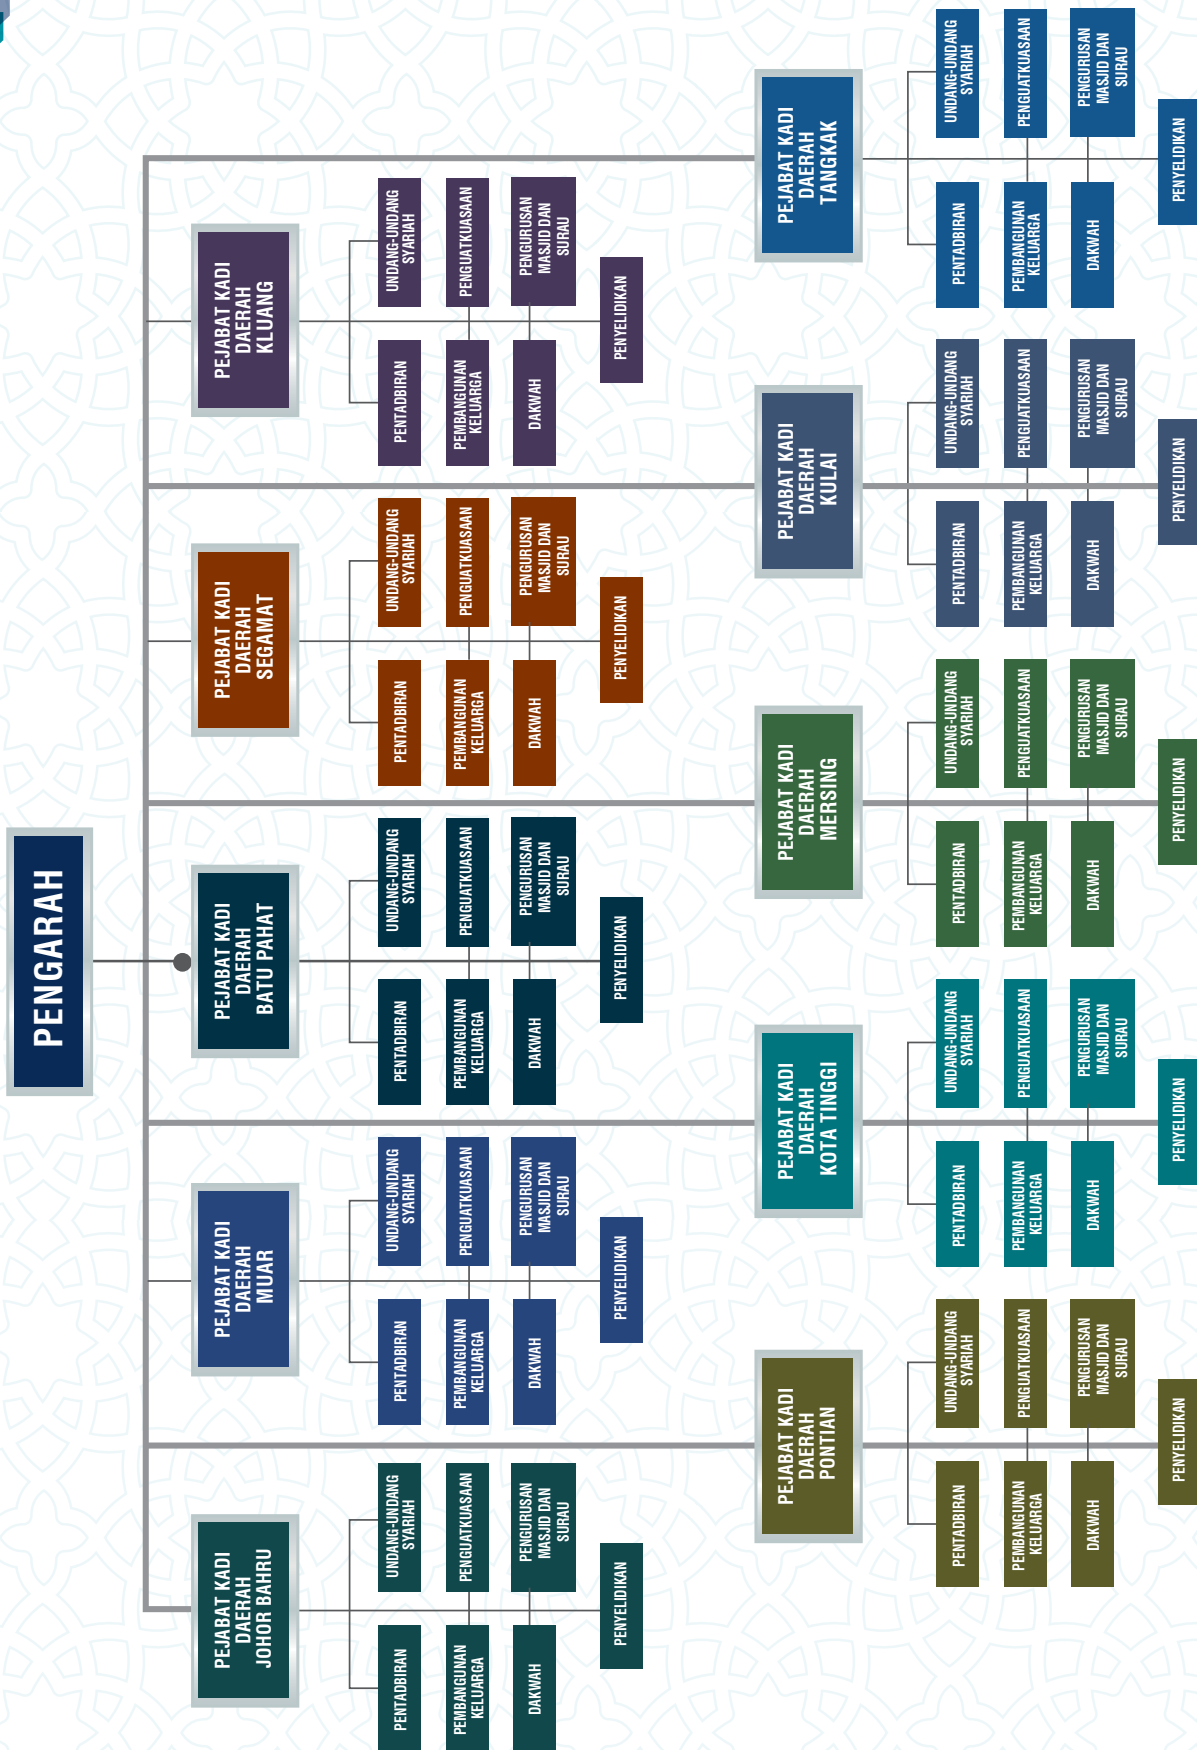 PENGARAH
PEJABAT KADI
DAERAH
JOHOR BAHRU
PENTADBIRAN
UNDANG-UNDANG
SYARIAH
PEMBANGUNAN
KELUARGA
PENGUATKUASAAN
DAKWAH
PENGURUSAN
MASJID DAN
SURAU
PENYELIDIKAN
PEJABAT KADI
DAERAH
MUAR
PENTADBIRAN
UNDANG-UNDANG
SYARIAH
PEMBANGUNAN
KELUARGA
PENGUATKUASAAN
DAKWAH
PENGURUSAN
MASJID DAN
SURAU
PENYELIDIKAN
PEJABAT KADI
DAERAH
BATU PAHAT
PENTADBIRAN
UNDANG-UNDANG
SYARIAH
PEMBANGUNAN
KELUARGA
PENGUATKUASAAN
DAKWAH
PENGURUSAN
MASJID DAN
SURAU
PENYELIDIKAN
PEJABAT KADI
DAERAH
SEGAMAT
PENTADBIRAN
UNDANG-UNDANG
SYARIAH
PEMBANGUNAN
KELUARGA
PENGUATKUASAAN
DAKWAH
PENGURUSAN
MASJID DAN
SURAU
PENYELIDIKAN
PEJABAT KADI
DAERAH
KLUANG
PENTADBIRAN
UNDANG-UNDANG
SYARIAH
PEMBANGUNAN
KELUARGA
PENGUATKUASAAN
DAKWAH
PENGURUSAN
MASJID DAN
SURAU
PENYELIDIKAN
PEJABAT KADI
DAERAH
PONTIAN
PENTADBIRAN
UNDANG-UNDANG
SYARIAH
PEMBANGUNAN
KELUARGA
PENGUATKUASAAN
DAKWAH
PENGURUSAN
MASJID DAN
SURAU
PENYELIDIKAN
PEJABAT KADI
DAERAH
KOTA TINGGI
PENTADBIRAN
UNDANG-UNDANG
SYARIAH
PEMBANGUNAN
KELUARGA
PENGUATKUASAAN
DAKWAH
PENGURUSAN
MASJID DAN
SURAU
PENYELIDIKAN
PEJABAT KADI
DAERAH
MERSING
PENTADBIRAN
UNDANG-UNDANG
SYARIAH
PEMBANGUNAN
KELUARGA
PENGUATKUASAAN
DAKWAH
PENGURUSAN
MASJID DAN
SURAU
PENYELIDIKAN
PEJABAT KADI
DAERAH
KULAI
PENTADBIRAN
UNDANG-UNDANG
SYARIAH
PEMBANGUNAN
KELUARGA
PENGUATKUASAAN
DAKWAH
PENGURUSAN
MASJID DAN
SURAU
PENYELIDIKAN
PEJABAT KADI
DAERAH
TANGKAK
PENTADBIRAN
UNDANG-UNDANG
SYARIAH
PEMBANGUNAN
KELUARGA
PENGUATKUASAAN
DAKWAH
PENGURUSAN
MASJID DAN
SURAU
PENYELIDIKAN